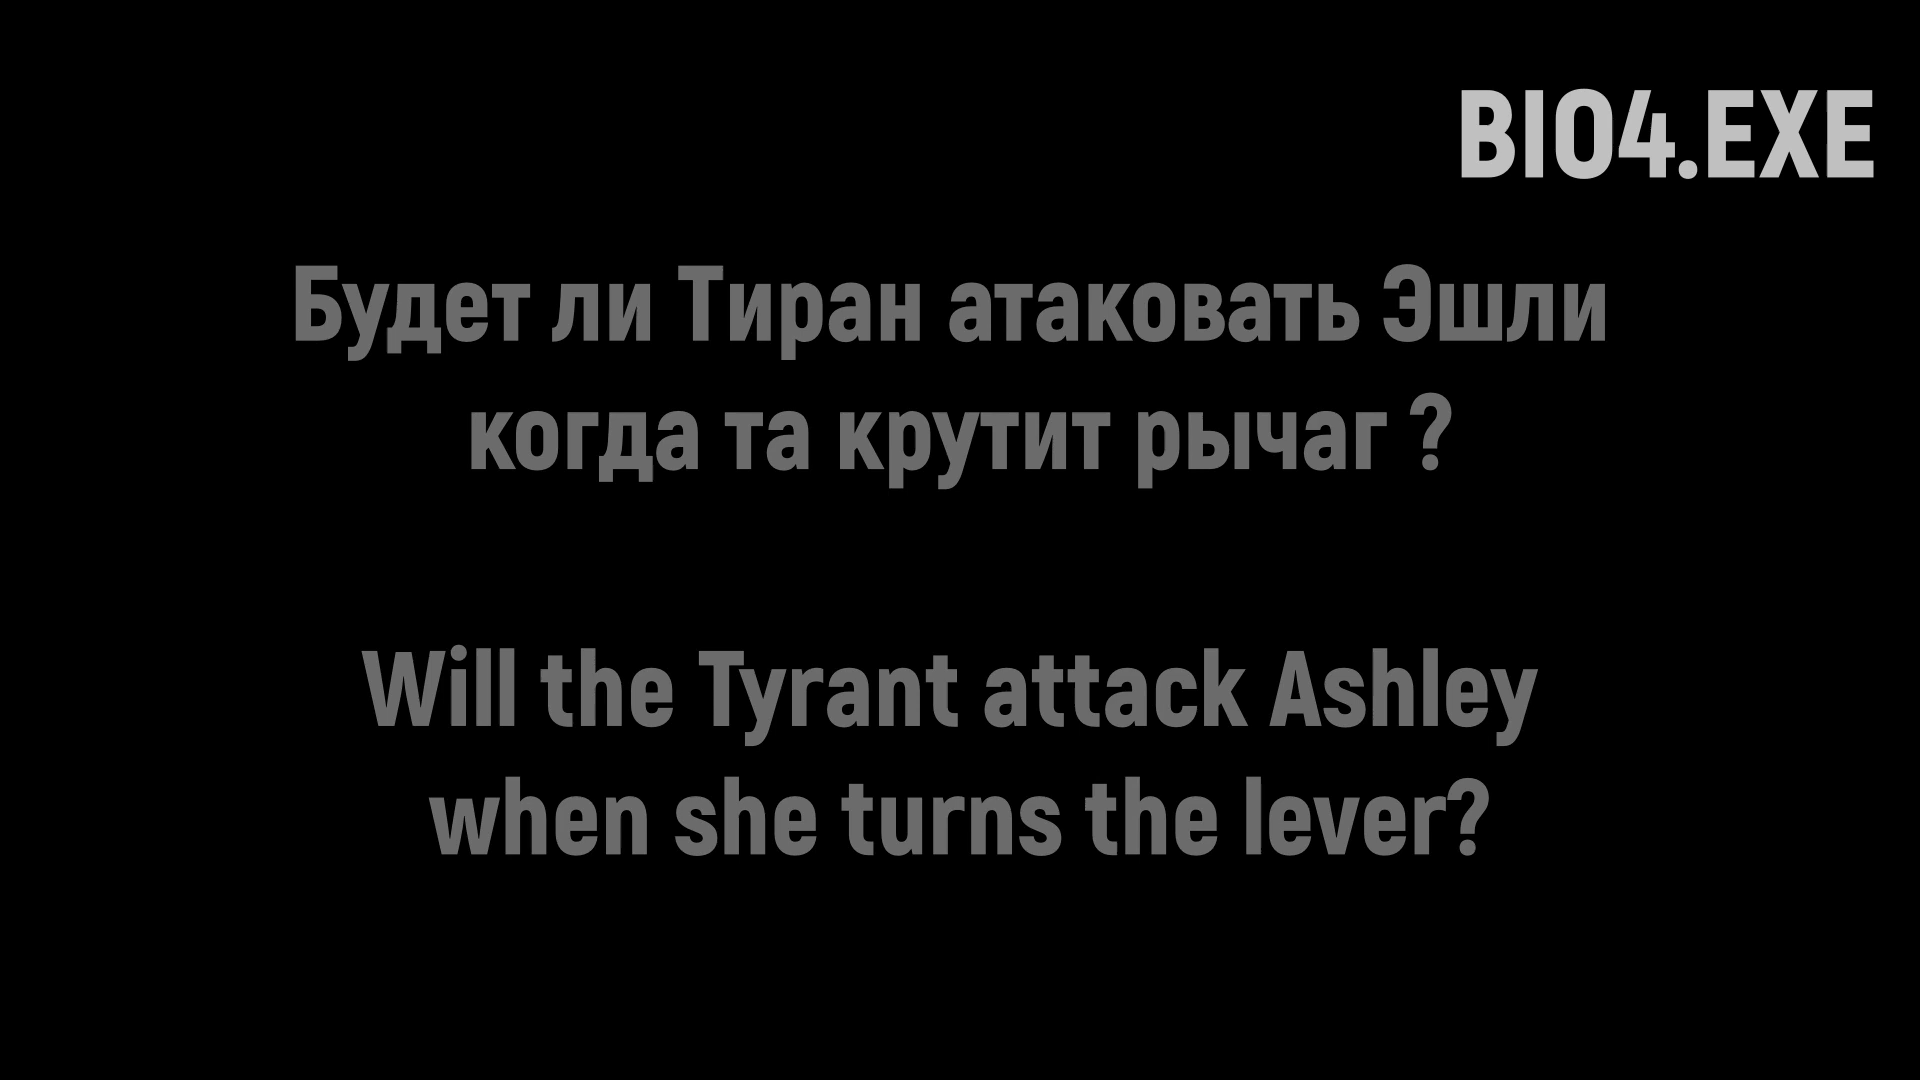 BIO4.EXE
Будет ли Тиран атаковать Эшли
когда та крутит рычаг ?
Will the Tyrant attack Ashley
when she turns the lever?